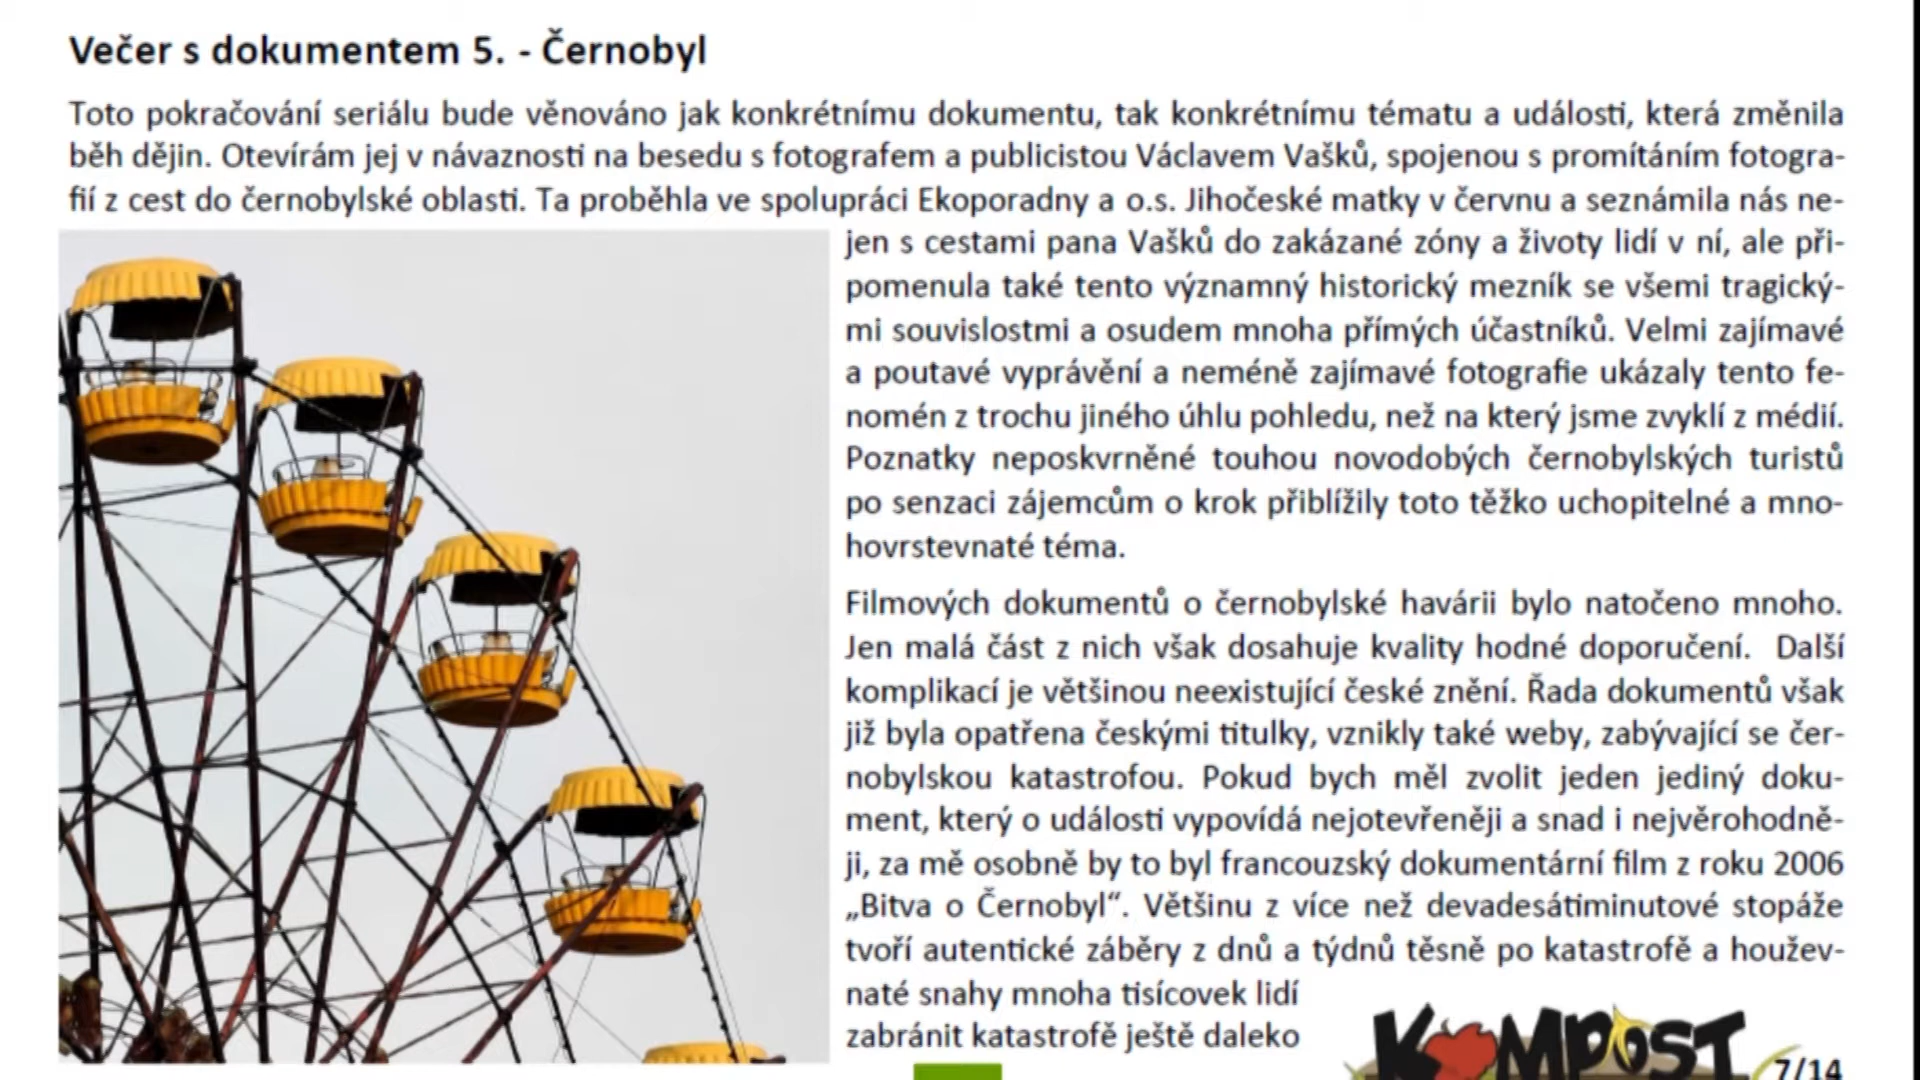 Večer s dokumentem 5. - Černobyl
Toto pokračování seriálu bude věnováno jak konkrétnímu dokumentu, tak konkrétnímu tématu a události, která změnila
běh dějin. Otevírám jej v návaznosti na besedu s fotografem a publicistou Václavem Vašků, spojenou s promítáním fotogra-
fií z cest do černobylské oblasti. Ta proběhla ve spolupráci Ekoporadny a o.s. Jihočeské matky v červnu a seznámila nás ne-
jen s cestami pana Vašků do zakázané zóny a životy lidí v ní, ale při-
pomenula také tento významný historický mezník se všemi tragický-
mi souvislostmi a osudem mnoha přímých účastníků. Velmi zajímavé
a poutavé vyprávění a neméně zajímavé fotografie ukázaly tento fe-
nomén z trochu jiného úhlu pohledu, než na který jsme zvyklí z médií.
Poznatky neposkvrněné touhou novodobých černobylských turistů
po senzaci zájemcům o krok přiblížily toto těžko uchopitelné a mno-
hovrstevnaté téma.
Filmových dokumentů o černobylské havárii bylo natočeno mnoho.
Jen malá část z nich však dosahuje kvality hodné doporučení. Další
komplikací je většinou neexistující české znění. Řada dokumentů však
již byla opatřena českými titulky, vznikly také weby, zabývající se čer-
nobylskou katastrofou. Pokud bych měl zvolit jeden jediný doku-
ment, který o události vypovídá nejotevřeněji a snad i nejvěrohodně-
ji, za mě osobně by to byl francouzský dokumentární film z roku 2006
„Bitva o Černobyl“. Většinu z více než devadesátiminutové stopáže
tvoří autentické záběry z dnů a týdnů těsně po katastrofě a houžev-
naté snahy mnoha tisícovek lidí
zabránit katastrofě ještě daleko
KOMPOST
7/14